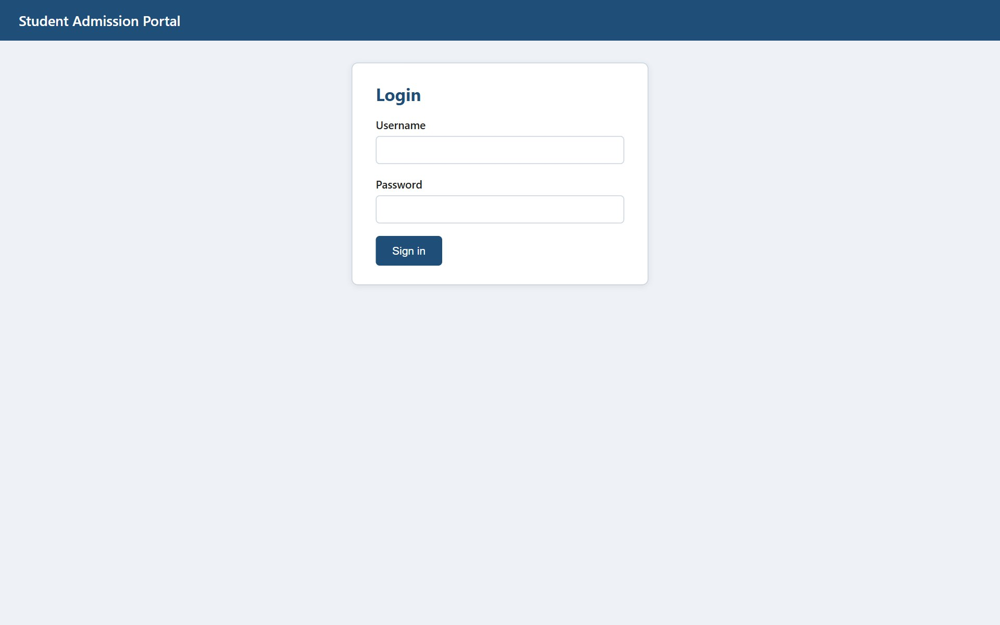 Student Admission Portal
Login
Username
Password
Sign in